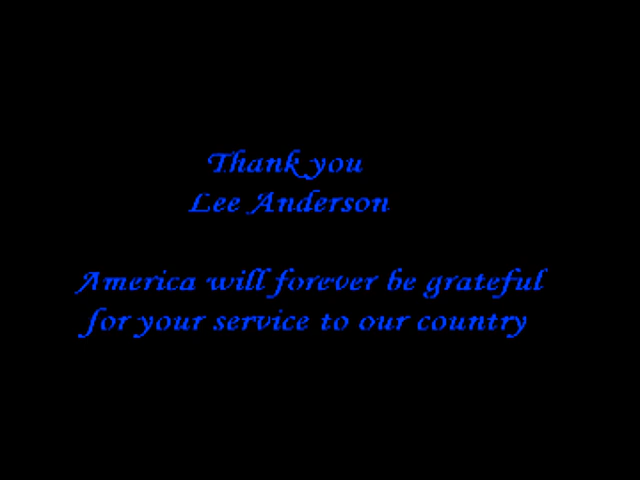 Thank you
Lee Anderson
America will forever be grateful
for your service to our country